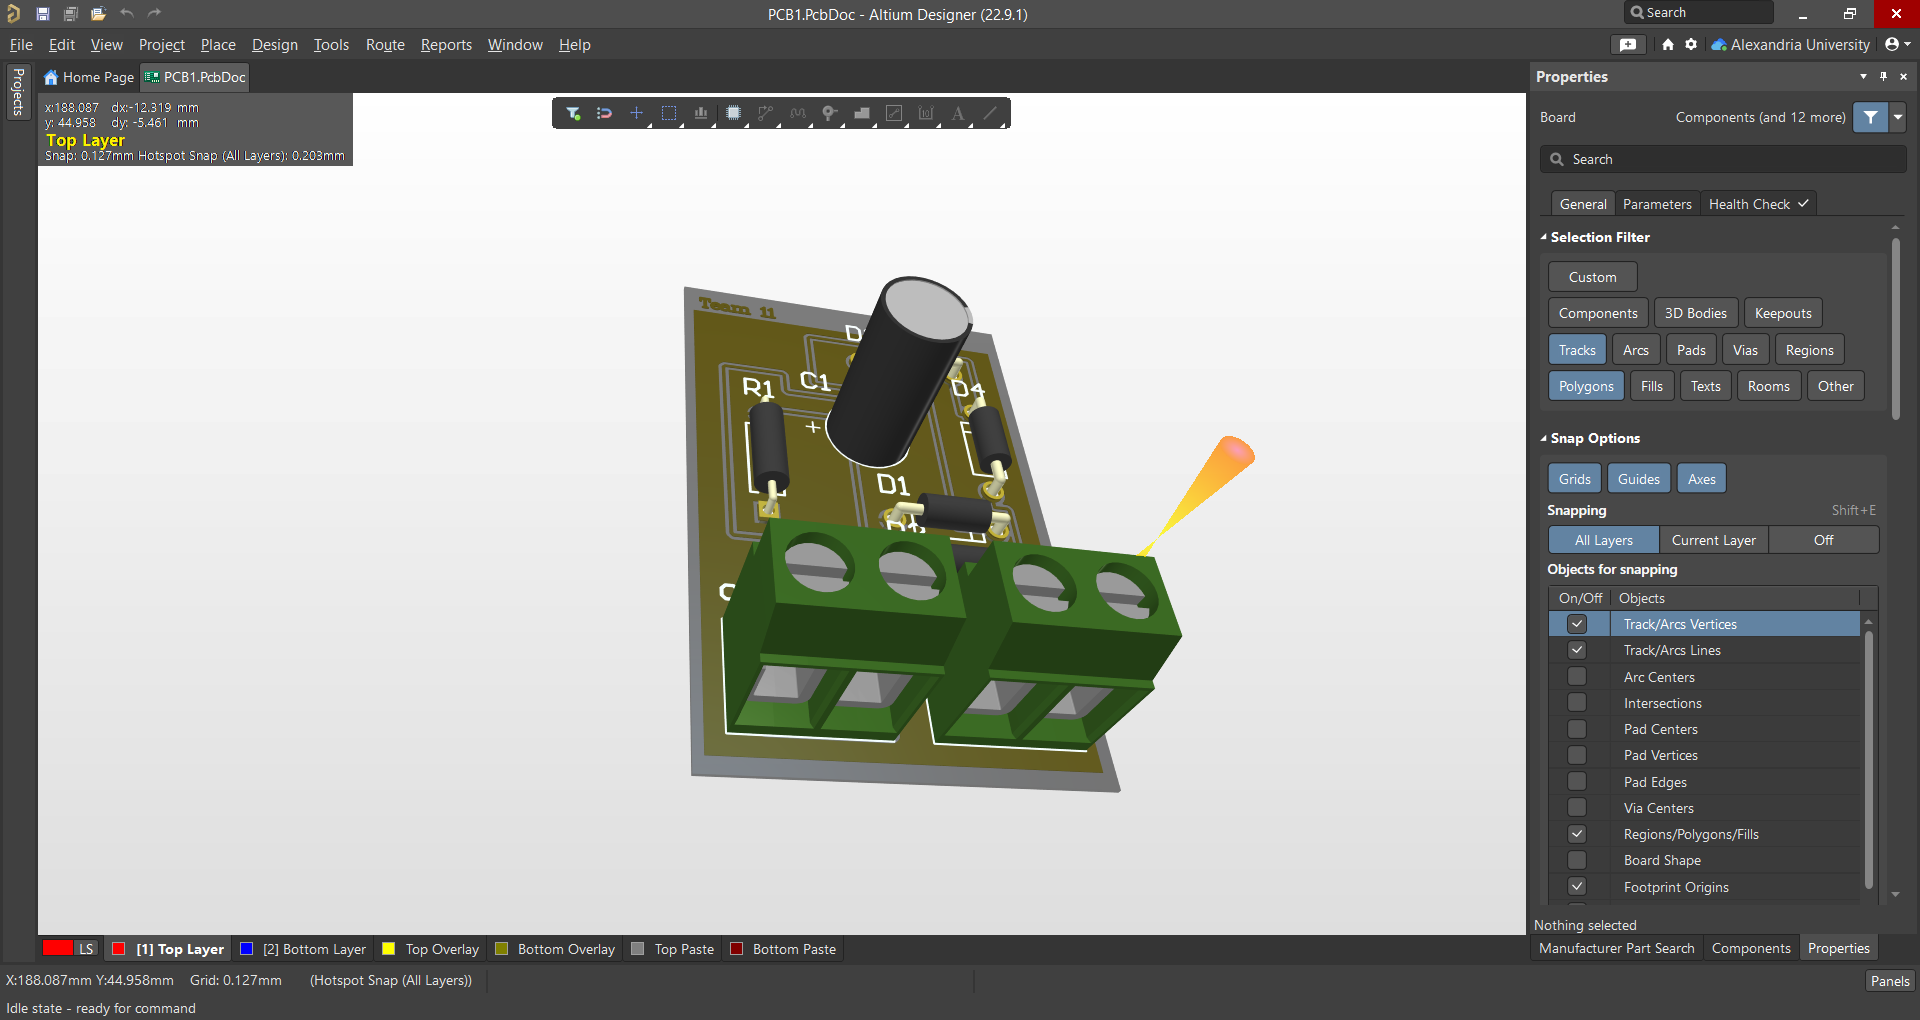 PCB1.PcbDoc - Altium Designer (22.9.1)
Search
File Edit View Project Place Design Tools Route Reports Window Help
Alexandria University
Projects
Home Page
PCB1.PcbDoc
x:188.087 dx:-12.319 mm
y: 44.958 dy: -5.461 mm
Top Layer
Snap: 0.127mm Hotspot Snap (All Layers): 0.203mm
Team 11
R1
C1
+
D4
D1
Properties
Board
Components (and 12 more)
Search
General Parameters Health Check
Selection Filter
Custom
Components 3D Bodies Keepouts
Tracks Arcs Pads Vias Regions
Polygons Fills Texts Rooms Other
Snap Options
Grids Guides Axes
Snapping Shift+E
All Layers Current Layer Off
Objects for snapping
On/Off Objects
Track/Arcs Vertices
Track/Arcs Lines
Arc Centers
Intersections
Pad Centers
Pad Vertices
Pad Edges
Via Centers
Regions/Polygons/Fills
Board Shape
Footprint Origins
Nothing selected
Manufacturer Part Search Components Properties
LS [1] Top Layer [2] Bottom Layer Top Overlay Bottom Overlay Top Paste Bottom Paste
X:188.087mm Y:44.958mm Grid: 0.127mm (Hotspot Snap (All Layers))
Panels
Idle state - ready for command